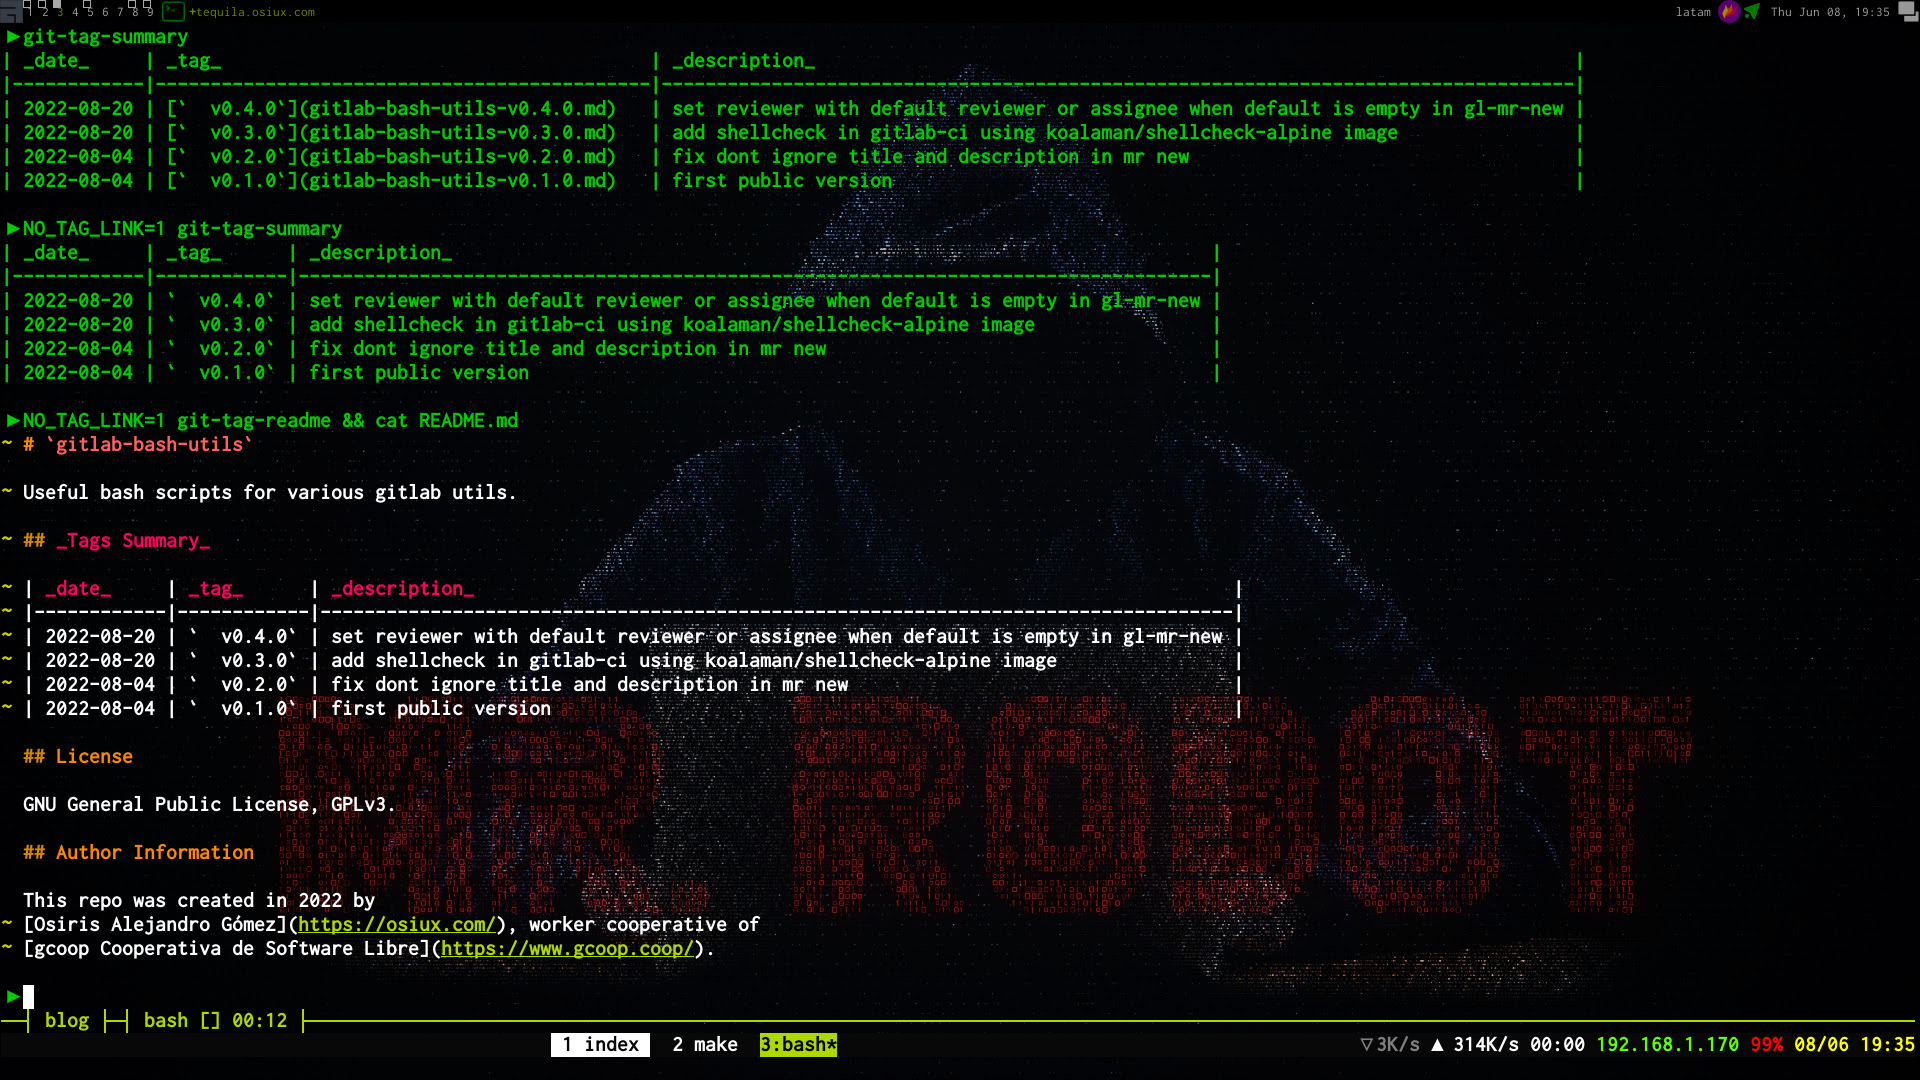 1 2 3 4 5 6 7 8 9 +tequila.osiux.com latam Thu Jun 08, 19:35
▶git-tag-summary
| _date_     | _tag_                                       | _description_                                                                     |
|------------|---------------------------------------------|-----------------------------------------------------------------------------------|
| 2022-08-20 | [`  v0.4.0`](gitlab-bash-utils-v0.4.0.md)   | set reviewer with default reviewer or assignee when default is empty in gl-mr-new |
| 2022-08-20 | [`  v0.3.0`](gitlab-bash-utils-v0.3.0.md)   | add shellcheck in gitlab-ci using koalaman/shellcheck-alpine image                |
| 2022-08-04 | [`  v0.2.0`](gitlab-bash-utils-v0.2.0.md)   | fix dont ignore title and description in mr new                                   |
| 2022-08-04 | [`  v0.1.0`](gitlab-bash-utils-v0.1.0.md)   | first public version                                                              |
▶NO_TAG_LINK=1 git-tag-summary
| _date_     | _tag_      | _description_                                                                     |
|------------|------------|-----------------------------------------------------------------------------------|
| 2022-08-20 | `  v0.4.0` | set reviewer with default reviewer or assignee when default is empty in gl-mr-new |
| 2022-08-20 | `  v0.3.0` | add shellcheck in gitlab-ci using koalaman/shellcheck-alpine image                |
| 2022-08-04 | `  v0.2.0` | fix dont ignore title and description in mr new                                   |
| 2022-08-04 | `  v0.1.0` | first public version                                                              |
▶NO_TAG_LINK=1 git-tag-readme && cat README.md
~ # `gitlab-bash-utils`
~ Useful bash scripts for various gitlab utils.
~ ## _Tags Summary_
~ | _date_     | _tag_      | _description_                                                                     |
~ |------------|------------|-----------------------------------------------------------------------------------|
~ | 2022-08-20 | `  v0.4.0` | set reviewer with default reviewer or assignee when default is empty in gl-mr-new |
~ | 2022-08-20 | `  v0.3.0` | add shellcheck in gitlab-ci using koalaman/shellcheck-alpine image                |
~ | 2022-08-04 | `  v0.2.0` | fix dont ignore title and description in mr new                                   |
~ | 2022-08-04 | `  v0.1.0` | first public version                                                              |
## License
GNU General Public License, GPLv3.
MR ROBOT
## Author Information
This repo was created in 2022 by
~ [Osiris Alejandro Gómez](https://osiux.com/), worker cooperative of
~ [gcoop Cooperativa de Software Libre](https://www.gcoop.coop/).
▶
blog bash [] 00:12
1 index 2 make 3:bash* ▽3K/s ▲ 314K/s 00:00 192.168.1.170 99% 08/06 19:35